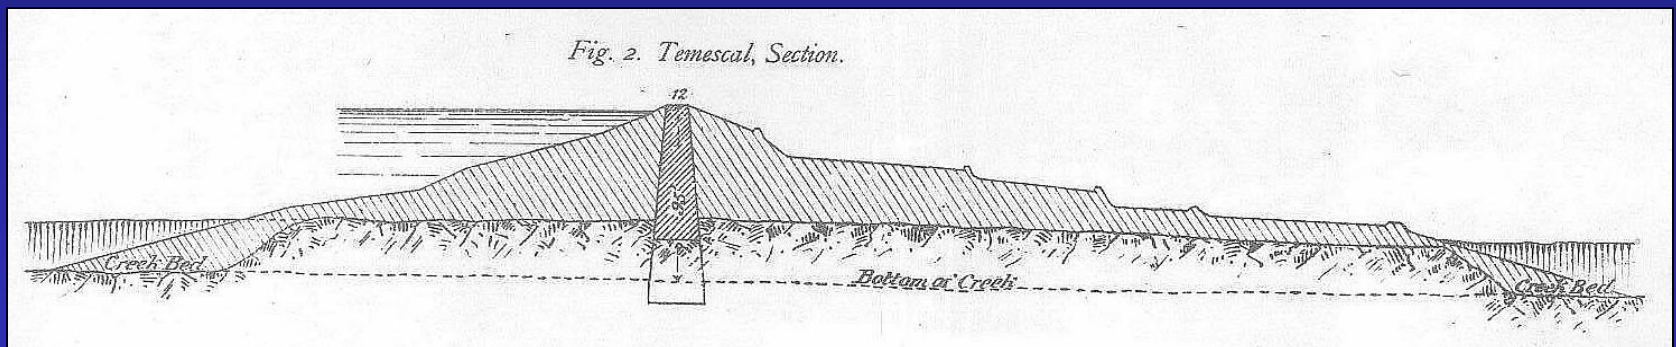 Fig. 2. Temescal, Section.
12
Creek Bed
Bottom of Creek
Creek Bed